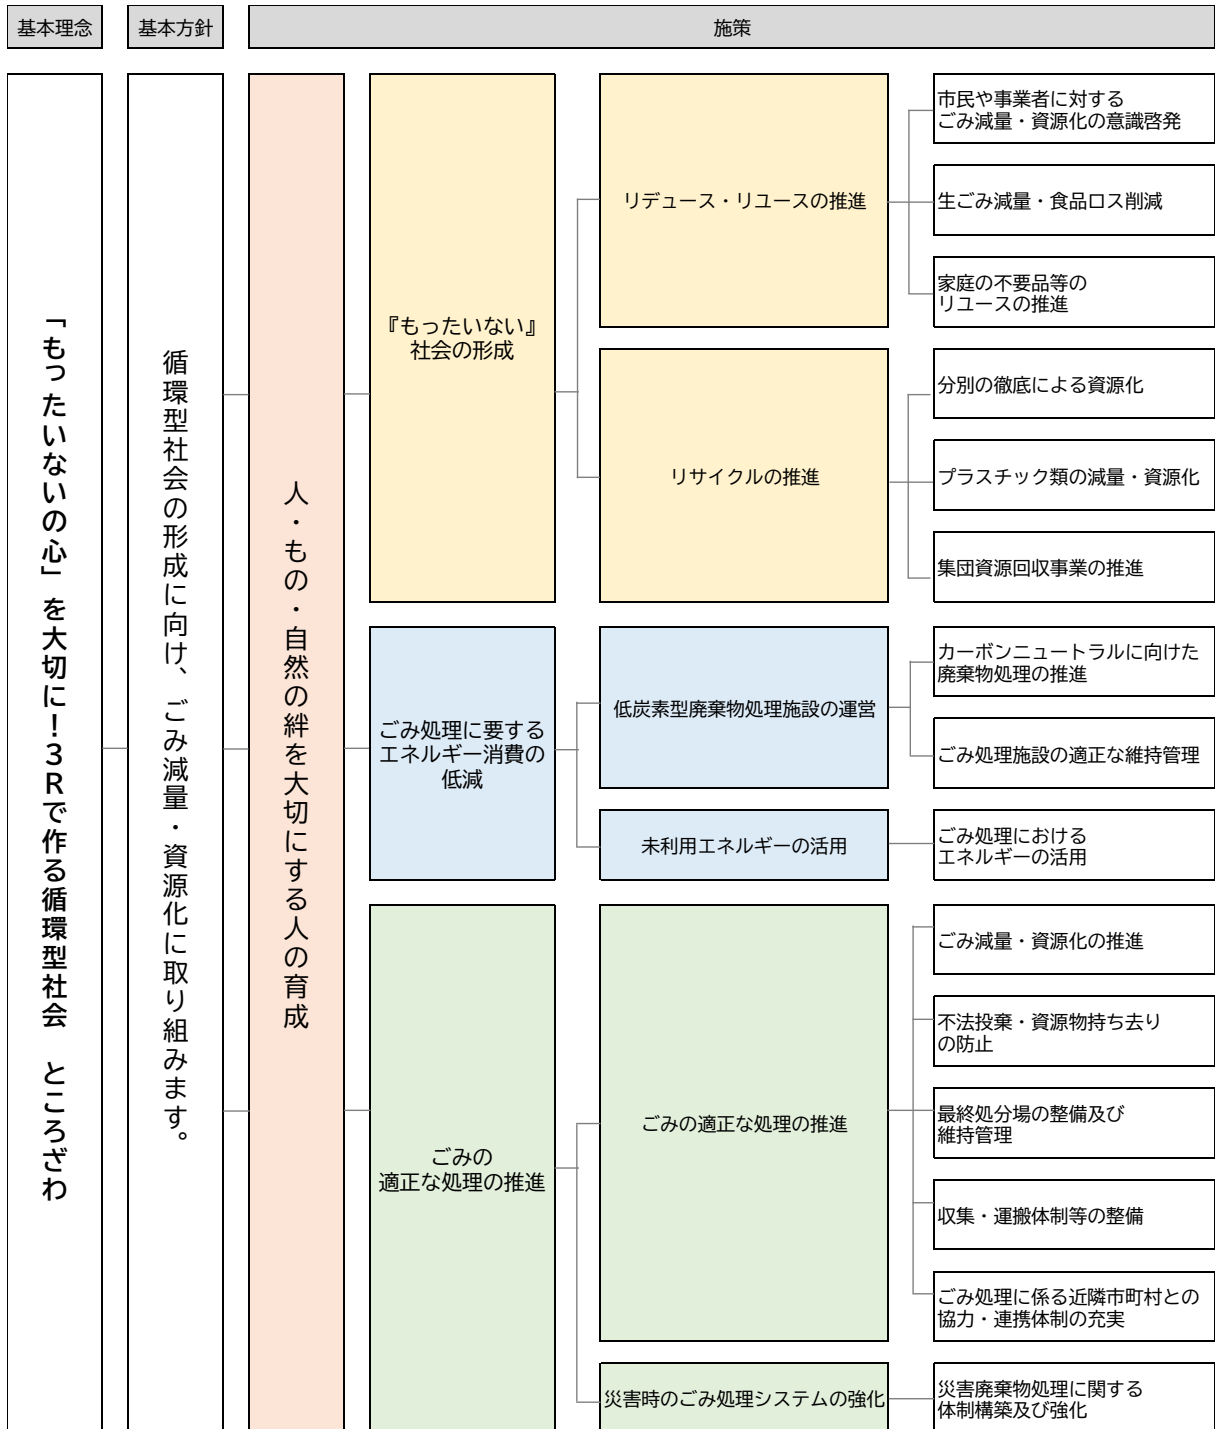 基本理念
基本方針
施策
「もったいないの心」を大切に！３Ｒで作る循環型社会　ところざわ
循環型社会の形成に向け、ごみ減量・資源化に取り組みます。
人・もの・自然の絆を大切にする人の育成
『もったいない』
社会の形成
リデュース・リユースの推進
市民や事業者に対する
ごみ減量・資源化の意識啓発
生ごみ減量・食品ロス削減
家庭の不要品等の
リユースの推進
リサイクルの推進
分別の徹底による資源化
プラスチック類の減量・資源化
集団資源回収事業の推進
ごみ処理に要する
エネルギー消費の
低減
低炭素型廃棄物処理施設の運営
カーボンニュートラルに向けた
廃棄物処理の推進
ごみ処理施設の適正な維持管理
未利用エネルギーの活用
ごみ処理における
エネルギーの活用
ごみの
適正な処理の推進
ごみの適正な処理の推進
ごみ減量・資源化の推進
不法投棄・資源物持ち去り
の防止
最終処分場の整備及び
維持管理
収集・運搬体制等の整備
ごみ処理に係る近隣市町村との
協力・連携体制の充実
災害時のごみ処理システムの強化
災害廃棄物処理に関する
体制構築及び強化